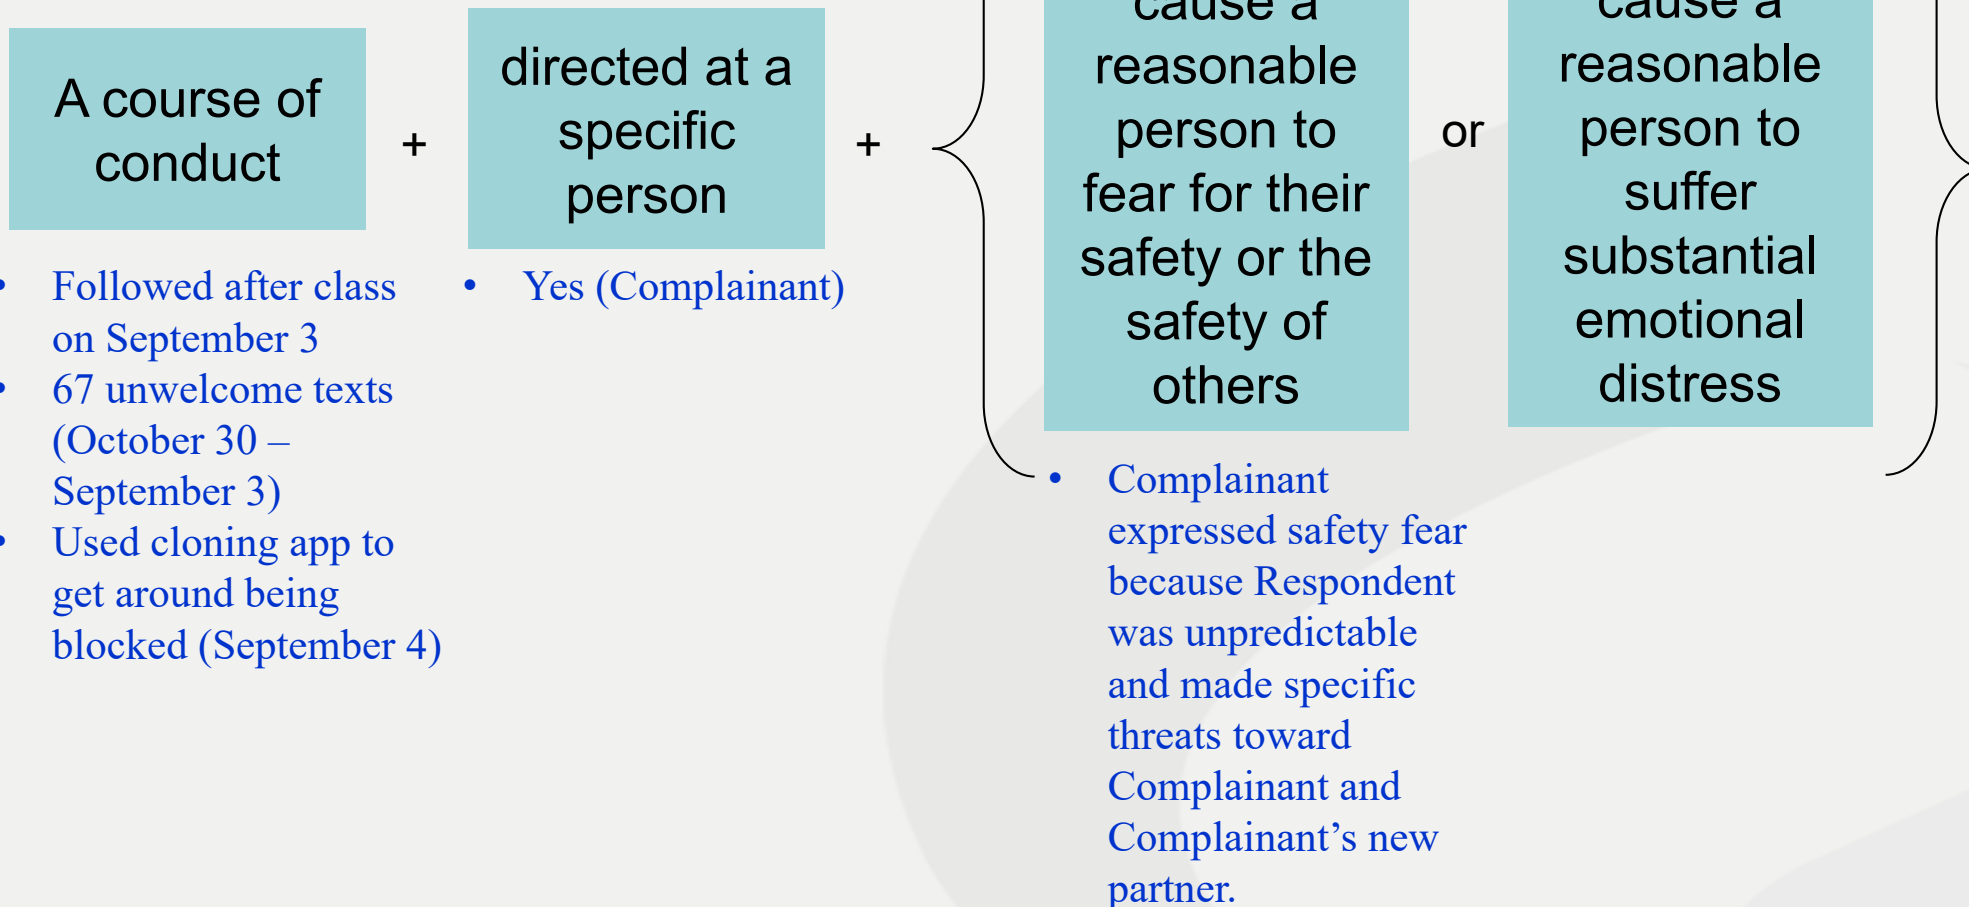 A course of
conduct
+
directed at a
specific
person
+
cause a
reasonable
person to
fear for their
safety or the
safety of
others
or
cause a
reasonable
person to
suffer
substantial
emotional
distress
• Followed after class
on September 3
• 67 unwelcome texts
(October 30 –
September 3)
• Used cloning app to
get around being
blocked (September 4)
• Yes (Complainant)
• Complainant
expressed safety fear
because Respondent
was unpredictable
and made specific
threats toward
Complainant and
Complainant’s new
partner.